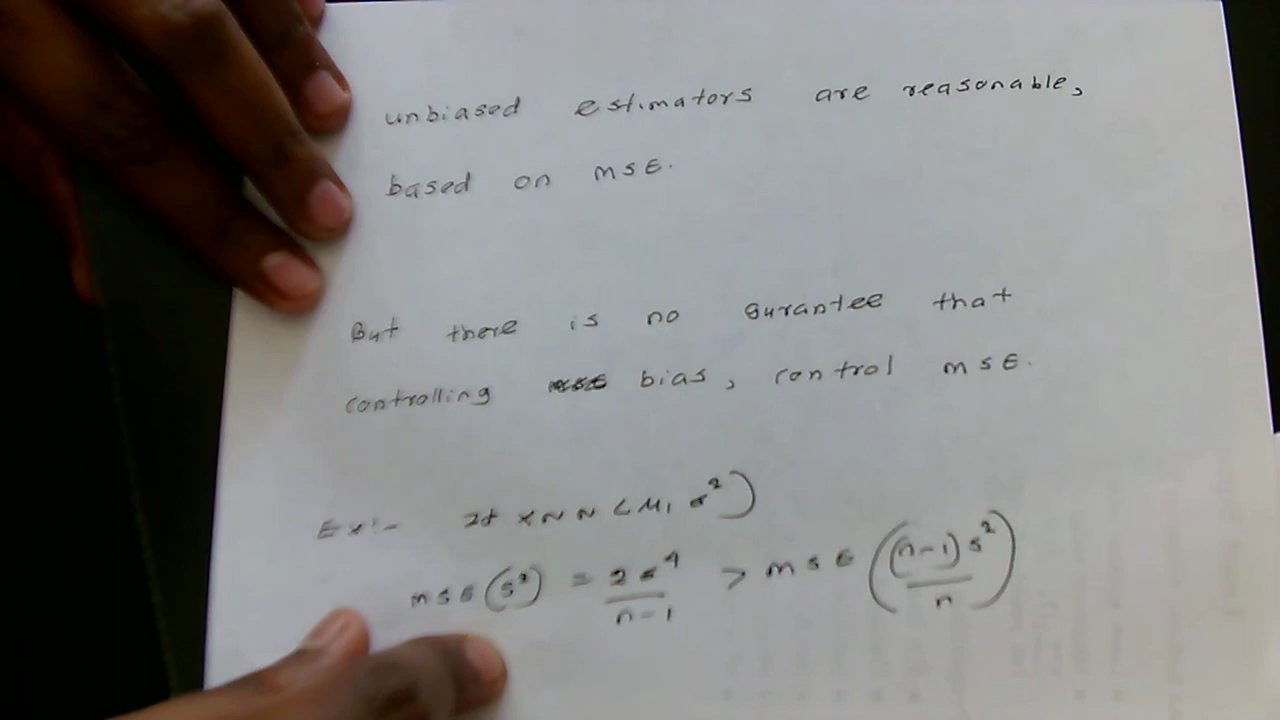 unbiased estimators are reasonable,
based on MSE.
But there is no gurantee that
controlling bias, control MSE.
Ex:- If X~N(μ, σ²)
MSE(s²) = 2σ⁴/(n-1) > MSE((n-1)s²/n)